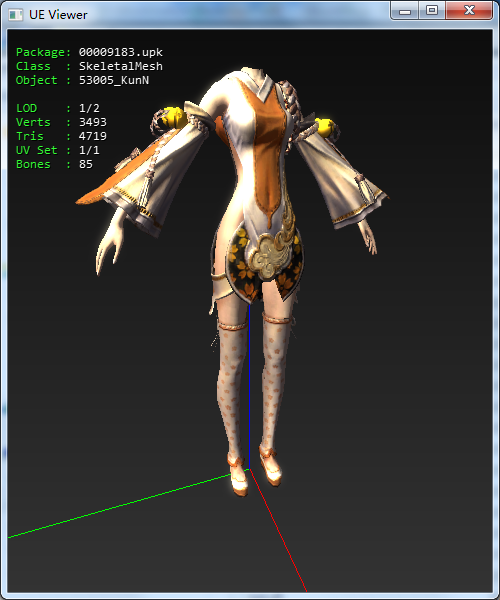 UE Viewer
Package: 00009183.upk
Class  : SkeletalMesh
Object : 53005_KunN
LOD    : 1/2
Verts  : 3493
Tris   : 4719
UV Set : 1/1
Bones  : 85